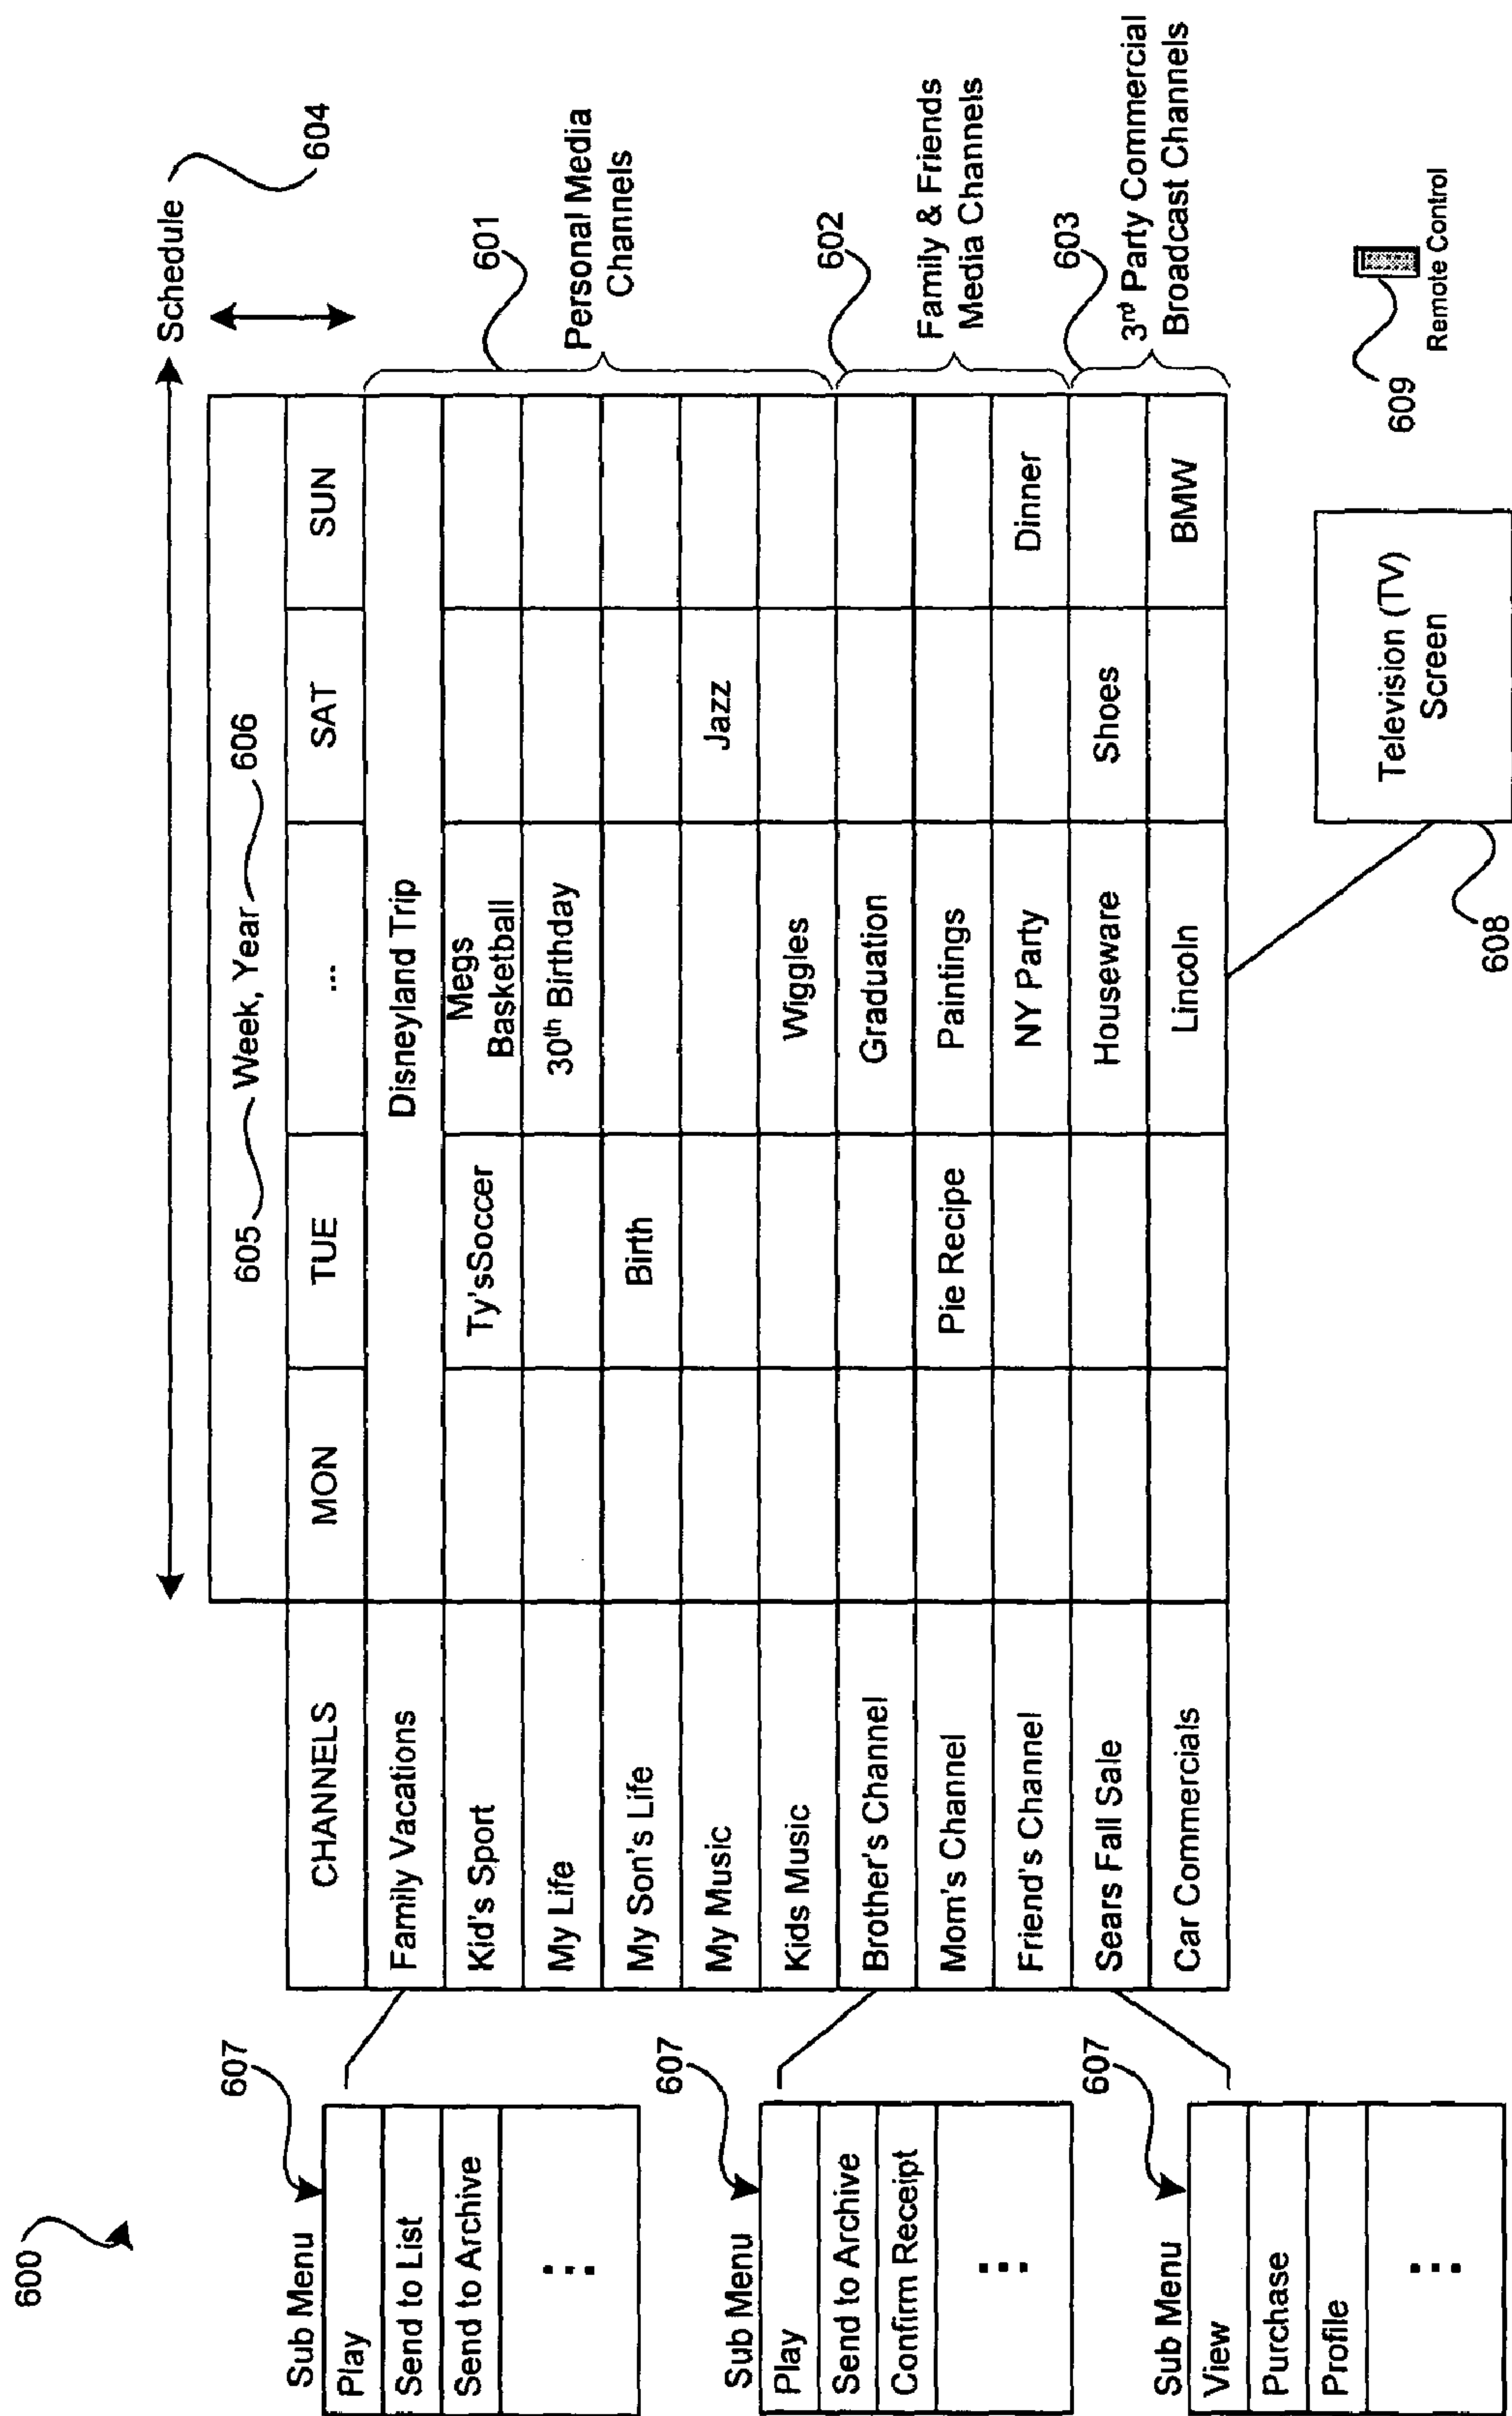 600
Schedule
604
605 Week, Year 606
CHANNELS MON TUE ... SAT SUN
Family Vacations Disneyland Trip
Kid's Sport Ty'sSoccer Megs Basketball
My Life 30th Birthday
My Son's Life Birth
My Music Jazz
Kids Music Wiggles
Brother's Channel Graduation
Mom's Channel Pie Recipe Paintings
Friend's Channel NY Party Dinner
Sears Fall Sale Houseware Shoes
Car Commercials Lincoln BMW
601
Personal Media
Channels
602
Family & Friends
Media Channels
603
3rd Party Commercial
Broadcast Channels
607
Sub Menu
Play
Send to List
Send to Archive
...
607
Sub Menu
Play
Send to Archive
Confirm Receipt
...
607
Sub Menu
View
Purchase
Profile
...
Television (TV)
Screen
608
609
Remote Control